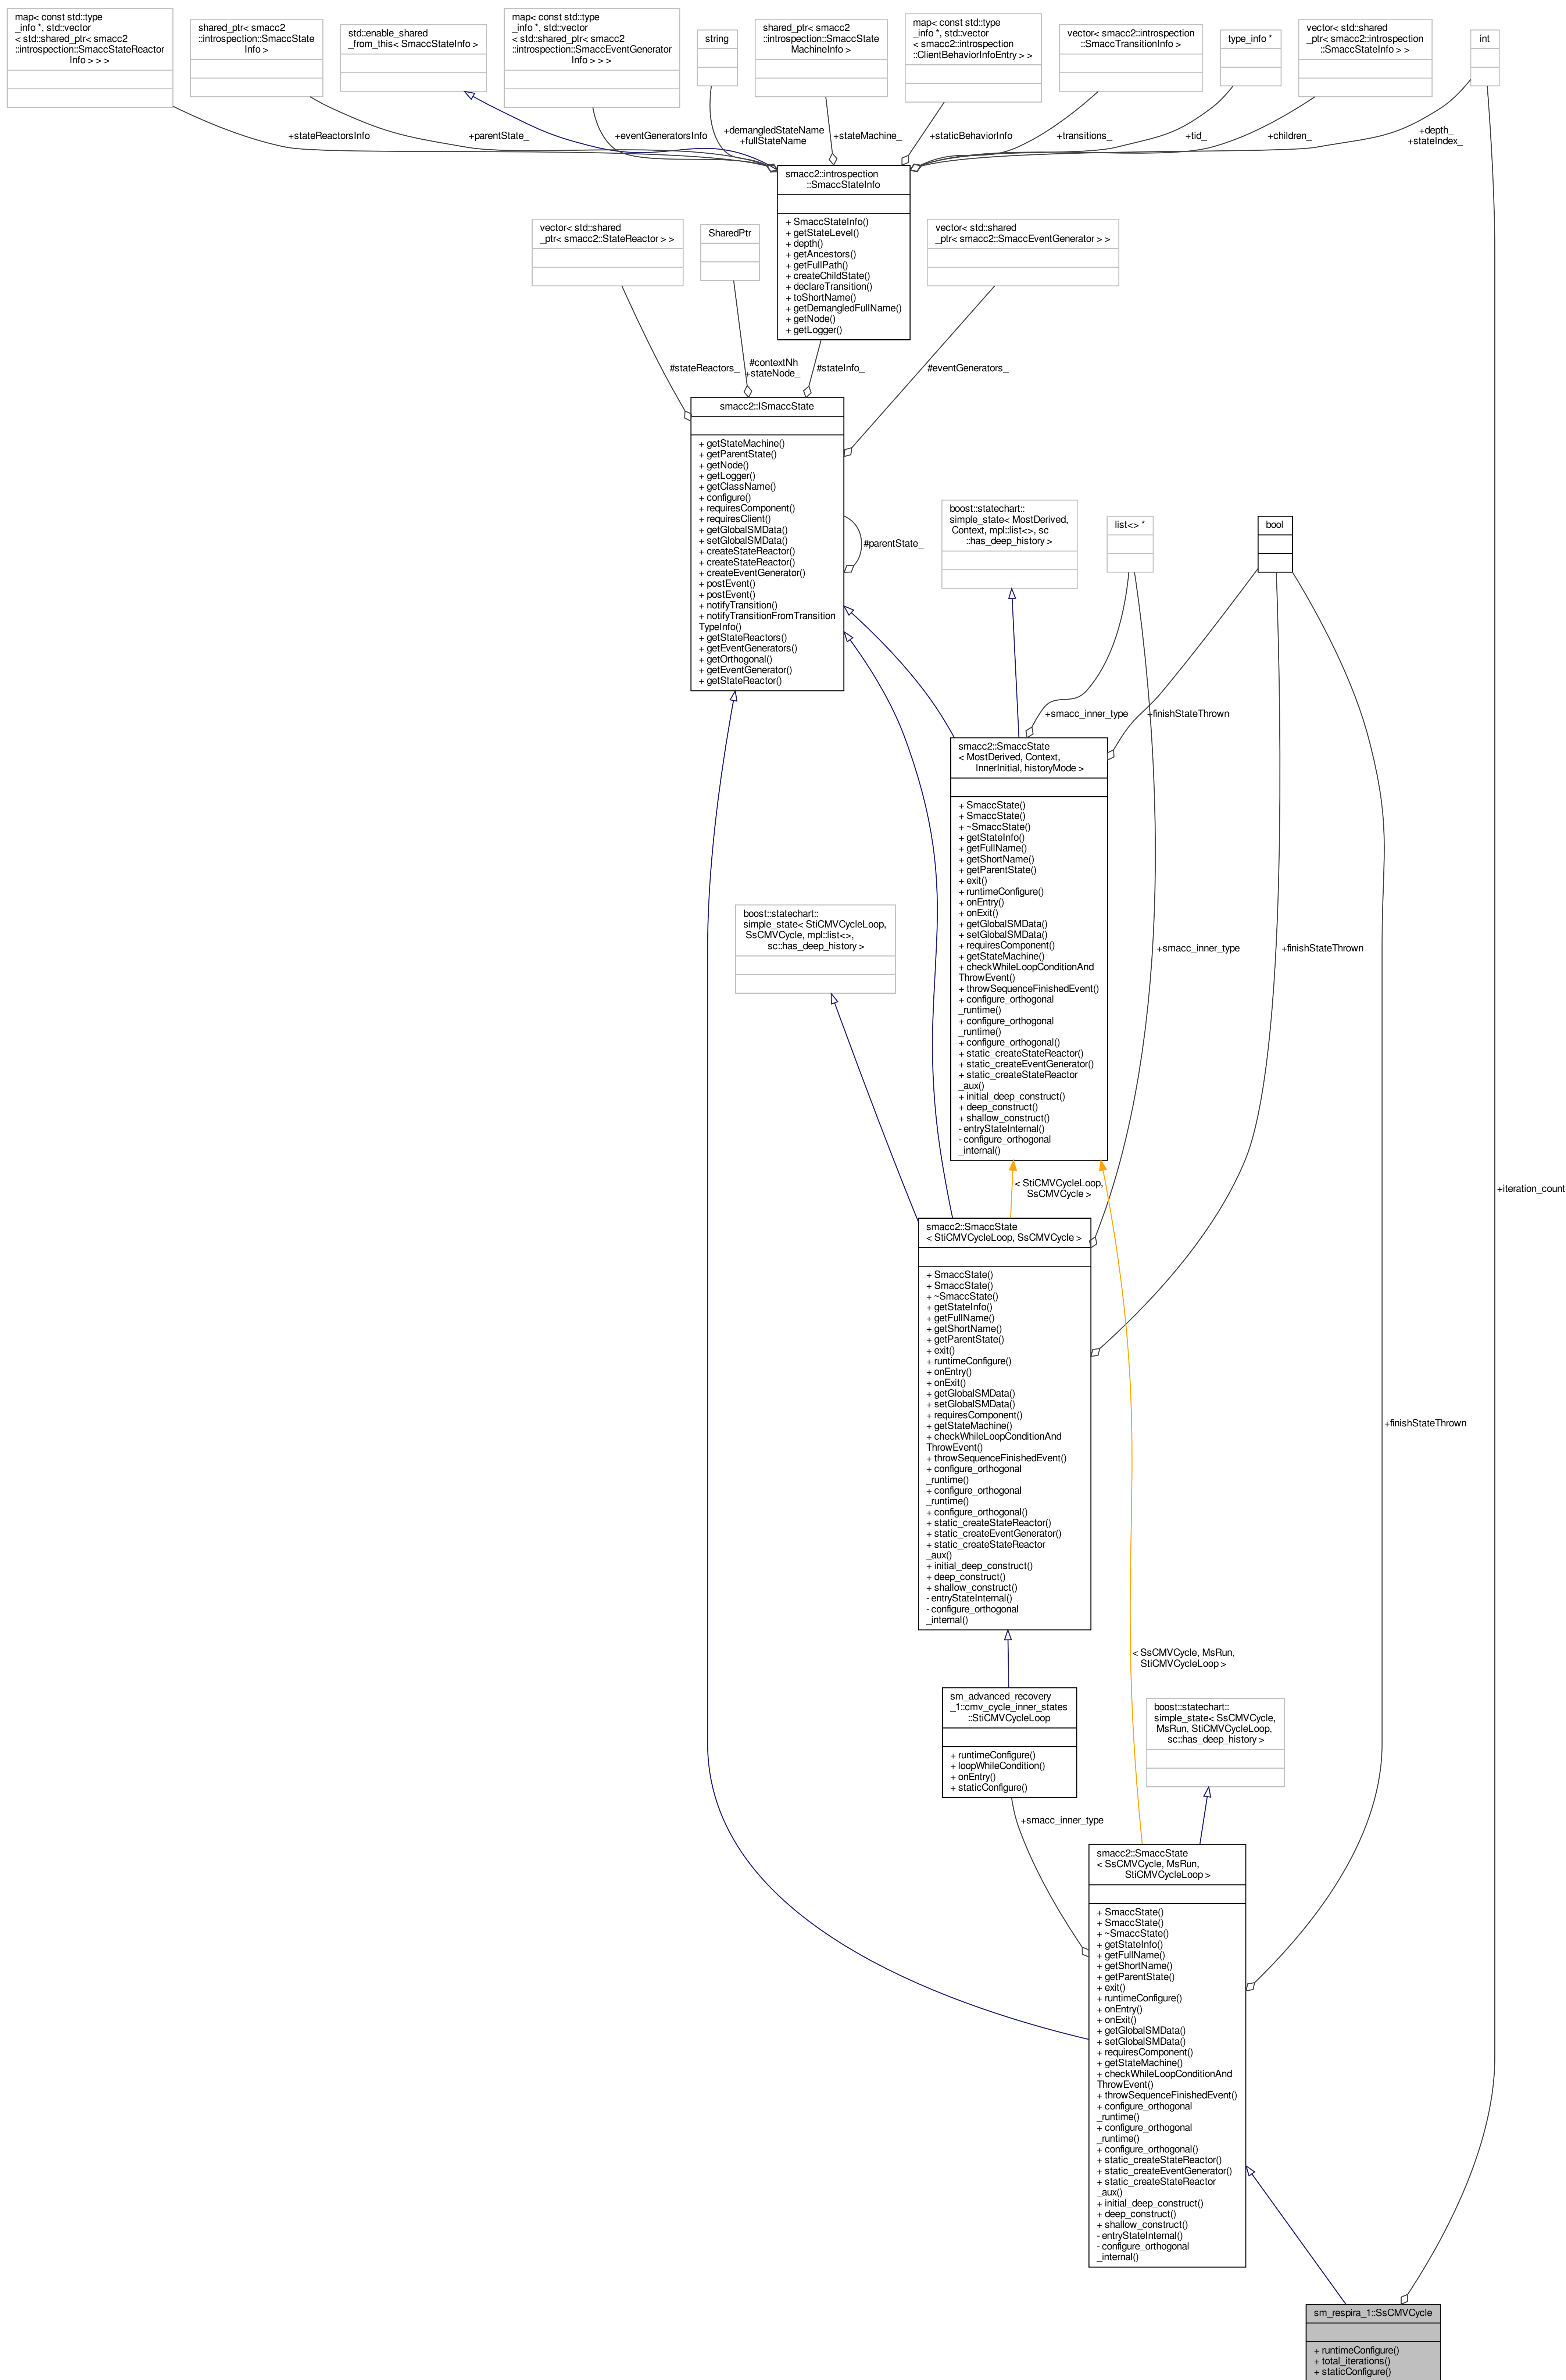 map< const std::type
_info *, std::vector
< std::shared_ptr< smacc2
::introspection::SmaccStateReactor
Info > > >
shared_ptr< smacc2
::introspection::SmaccState
Info >
std::enable_shared
_from_this< SmaccStateInfo >
map< const std::type
_info *, std::vector
< std::shared_ptr< smacc2
::introspection::SmaccEventGenerator
Info > > >
string
shared_ptr< smacc2
::introspection::SmaccState
MachineInfo >
map< const std::type
_info *, std::vector
< smacc2::introspection
::ClientBehaviorInfoEntry > >
vector< smacc2::introspection
::SmaccTransitionInfo >
type_info *
vector< std::shared
_ptr< smacc2::introspection
::SmaccStateInfo > >
int
+stateReactorsInfo
+parentState_
+eventGeneratorsInfo
+demangledStateName
+fullStateName
+stateMachine_
+staticBehaviorInfo
+transitions_
+tid_
+children_
+depth_
+stateIndex_
smacc2::introspection
::SmaccStateInfo
+ SmaccStateInfo()
+ getStateLevel()
+ depth()
+ getAncestors()
+ getFullPath()
+ createChildState()
+ declareTransition()
+ toShortName()
+ getDemangledFullName()
+ getNode()
+ getLogger()
vector< std::shared
_ptr< smacc2::StateReactor > >
SharedPtr
vector< std::shared
_ptr< smacc2::SmaccEventGenerator > >
#stateReactors_
#contextNh
+stateNode_
#stateInfo_
#eventGenerators_
smacc2::ISmaccState
+ getStateMachine()
+ getParentState()
+ getNode()
+ getLogger()
+ getClassName()
+ configure()
+ requiresComponent()
+ requiresClient()
+ getGlobalSMData()
+ setGlobalSMData()
+ createStateReactor()
+ createStateReactor()
+ createEventGenerator()
+ postEvent()
+ postEvent()
+ notifyTransition()
+ notifyTransitionFromTransition
TypeInfo()
+ getStateReactors()
+ getEventGenerators()
+ getOrthogonal()
+ getEventGenerator()
+ getStateReactor()
#parentState_
boost::statechart::
simple_state< MostDerived,
Context, mpl::list<>, sc
::has_deep_history >
list<> *
bool
+smacc_inner_type
+finishStateThrown
smacc2::SmaccState
< MostDerived, Context,
InnerInitial, historyMode >
+ SmaccState()
+ SmaccState()
+ ~SmaccState()
+ getStateInfo()
+ getFullName()
+ getShortName()
+ getParentState()
+ exit()
+ runtimeConfigure()
+ onEntry()
+ onExit()
+ getGlobalSMData()
+ setGlobalSMData()
+ requiresComponent()
+ getStateMachine()
+ checkWhileLoopConditionAnd
ThrowEvent()
+ throwSequenceFinishedEvent()
+ configure_orthogonal
_runtime()
+ configure_orthogonal
_runtime()
+ configure_orthogonal()
+ static_createStateReactor()
+ static_createEventGenerator()
+ static_createStateReactor
_aux()
+ initial_deep_construct()
+ deep_construct()
+ shallow_construct()
- entryStateInternal()
- configure_orthogonal
_internal()
boost::statechart::
simple_state< StiCMVCycleLoop,
SsCMVCycle, mpl::list<>,
sc::has_deep_history >
+smacc_inner_type
+finishStateThrown
< StiCMVCycleLoop,
SsCMVCycle >
+iteration_count
smacc2::SmaccState
< StiCMVCycleLoop, SsCMVCycle >
+ SmaccState()
+ SmaccState()
+ ~SmaccState()
+ getStateInfo()
+ getFullName()
+ getShortName()
+ getParentState()
+ exit()
+ runtimeConfigure()
+ onEntry()
+ onExit()
+ getGlobalSMData()
+ setGlobalSMData()
+ requiresComponent()
+ getStateMachine()
+ checkWhileLoopConditionAnd
ThrowEvent()
+ throwSequenceFinishedEvent()
+ configure_orthogonal
_runtime()
+ configure_orthogonal
_runtime()
+ configure_orthogonal()
+ static_createStateReactor()
+ static_createEventGenerator()
+ static_createStateReactor
_aux()
+ initial_deep_construct()
+ deep_construct()
+ shallow_construct()
- entryStateInternal()
- configure_orthogonal
_internal()
+finishStateThrown
< SsCMVCycle, MsRun,
StiCMVCycleLoop >
sm_advanced_recovery
_1::cmv_cycle_inner_states
::StiCMVCycleLoop
+ runtimeConfigure()
+ loopWhileCondition()
+ onEntry()
+ staticConfigure()
boost::statechart::
simple_state< SsCMVCycle,
MsRun, StiCMVCycleLoop,
sc::has_deep_history >
+smacc_inner_type
smacc2::SmaccState
< SsCMVCycle, MsRun,
StiCMVCycleLoop >
+ SmaccState()
+ SmaccState()
+ ~SmaccState()
+ getStateInfo()
+ getFullName()
+ getShortName()
+ getParentState()
+ exit()
+ runtimeConfigure()
+ onEntry()
+ onExit()
+ getGlobalSMData()
+ setGlobalSMData()
+ requiresComponent()
+ getStateMachine()
+ checkWhileLoopConditionAnd
ThrowEvent()
+ throwSequenceFinishedEvent()
+ configure_orthogonal
_runtime()
+ configure_orthogonal
_runtime()
+ configure_orthogonal()
+ static_createStateReactor()
+ static_createEventGenerator()
+ static_createStateReactor
_aux()
+ initial_deep_construct()
+ deep_construct()
+ shallow_construct()
- entryStateInternal()
- configure_orthogonal
_internal()
sm_respira_1::SsCMVCycle
+ runtimeConfigure()
+ total_iterations()
+ staticConfigure()